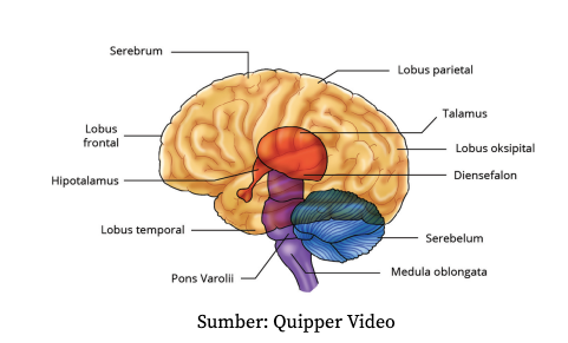 Serebrum
Lobus parietal
Talamus
Lobus
frontal
Lobus oksipital
Hipotalamus
Diensefalon
Lobus temporal
Serebelum
Pons Varolii
Medula oblongata
Sumber: Quipper Video